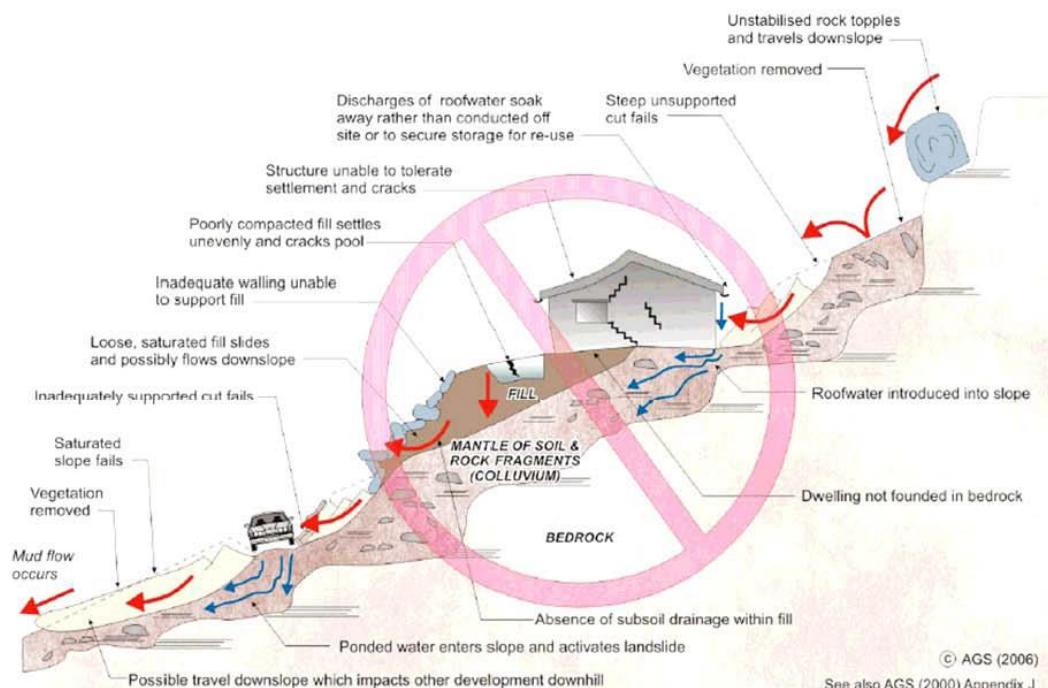 Unstabilised rock topples
and travels downslope
Vegetation removed
Discharges of roofwater soak
away rather than conducted off
site or to secure storage for re-use
Steep unsupported
cut fails
Structure unable to tolerate
settlement and cracks
Poorly compacted fill settles
unevenly and cracks pool
Inadequate walling unable
to support fill
Loose, saturated fill slides
and possibly flows downslope
Inadequately supported cut fails
Saturated
slope fails
Vegetation
removed
Mud flow
occurs
FILL
MANTLE OF SOIL &
ROCK FRAGMENTS
(COLLUVIUM)
BEDROCK
Roofwater introduced into slope
Dwelling not founded in bedrock
Absence of subsoil drainage within fill
Ponded water enters slope and activates landslide
Possible travel downslope which impacts other development downhill
© AGS (2006)
See also AGS (2000) Appendix J